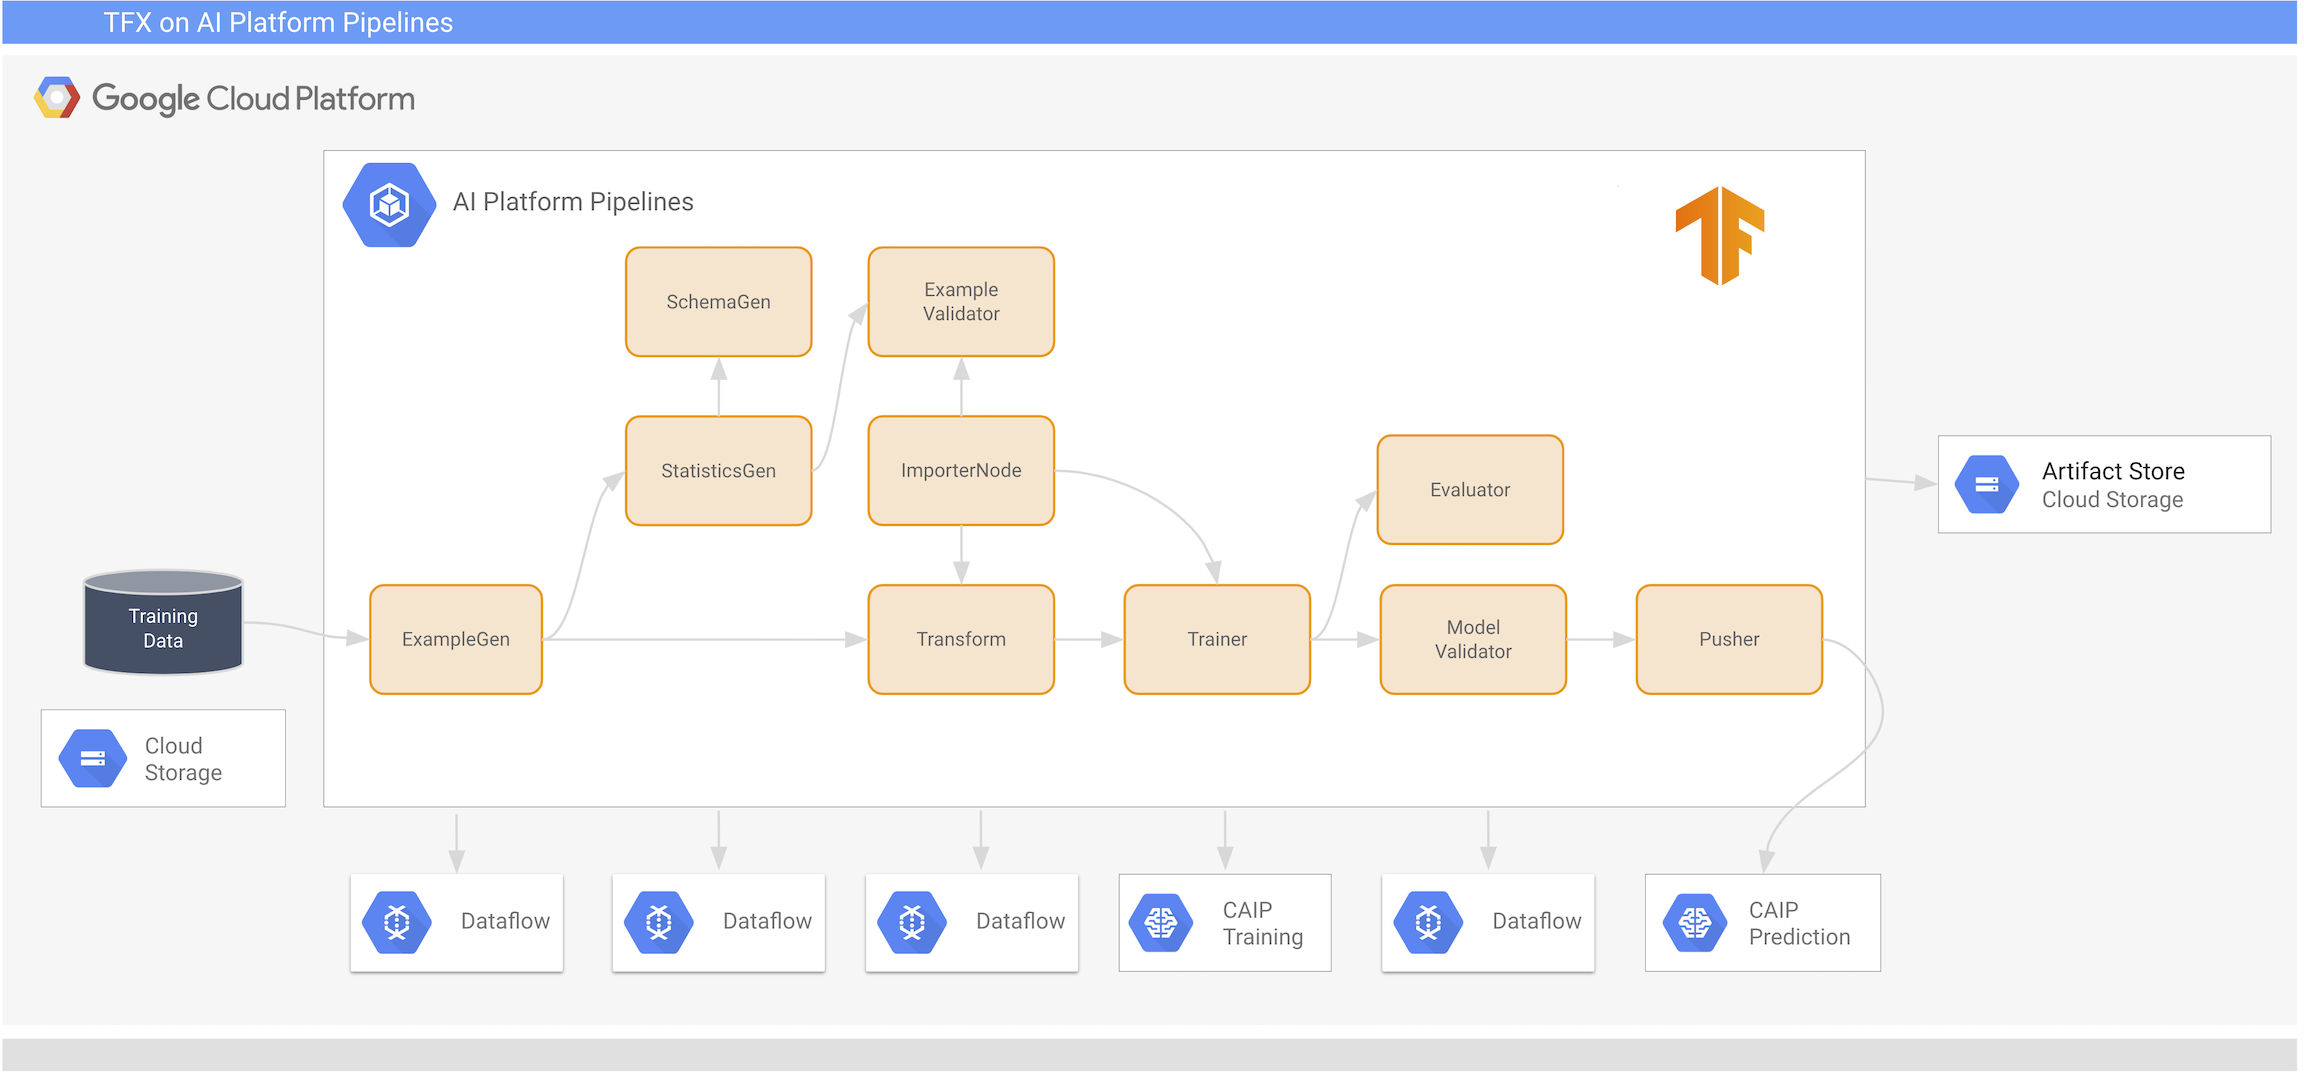 TFX on AI Platform Pipelines
Google Cloud Platform
AI Platform Pipelines
SchemaGen
Example
Validator
StatisticsGen
ImporterNode
Evaluator
Artifact Store
Cloud Storage
Training
Data
ExampleGen
Transform
Trainer
Model
Validator
Pusher
Cloud
Storage
Dataflow
Dataflow
Dataflow
CAIP
Training
Dataflow
CAIP
Prediction